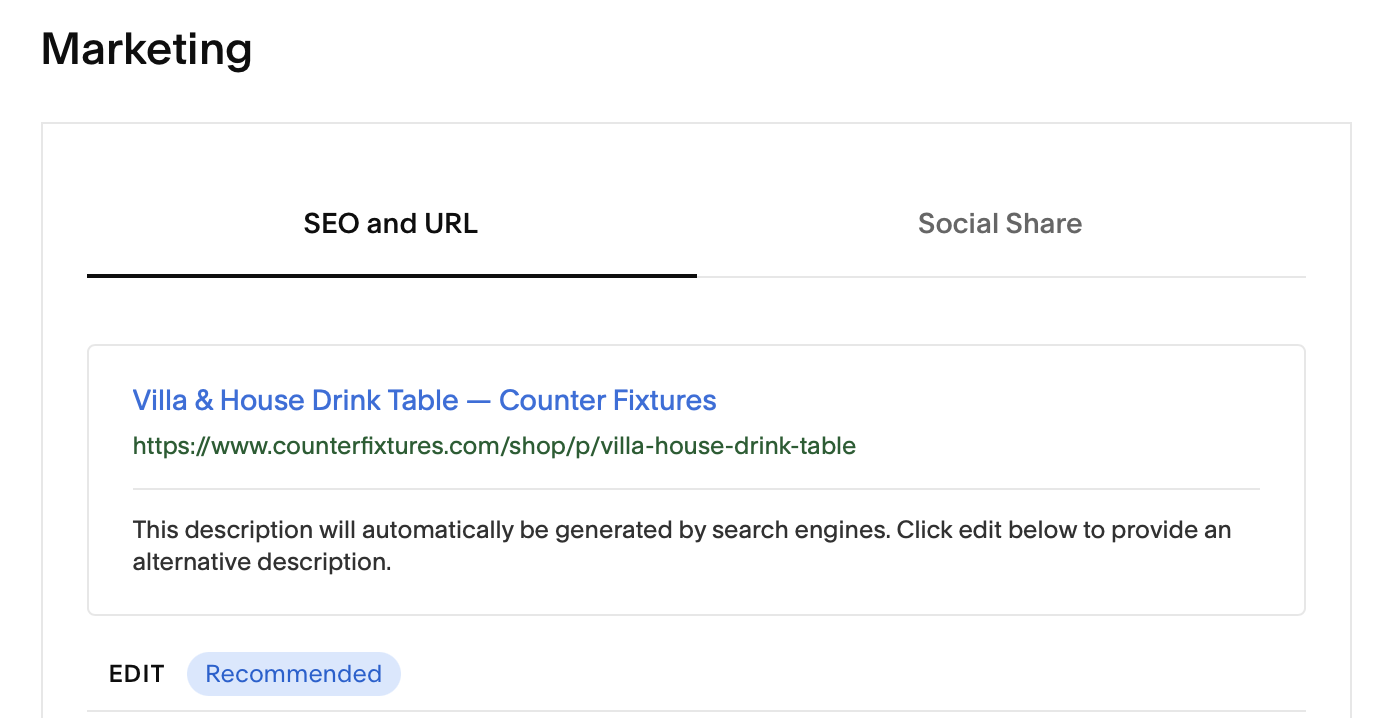 Marketing
SEO and URL
Social Share
Villa & House Drink Table — Counter Fixtures
https://www.counterfixtures.com/shop/p/villa-house-drink-table
This description will automatically be generated by search engines. Click edit below to provide an
alternative description.
EDIT
Recommended